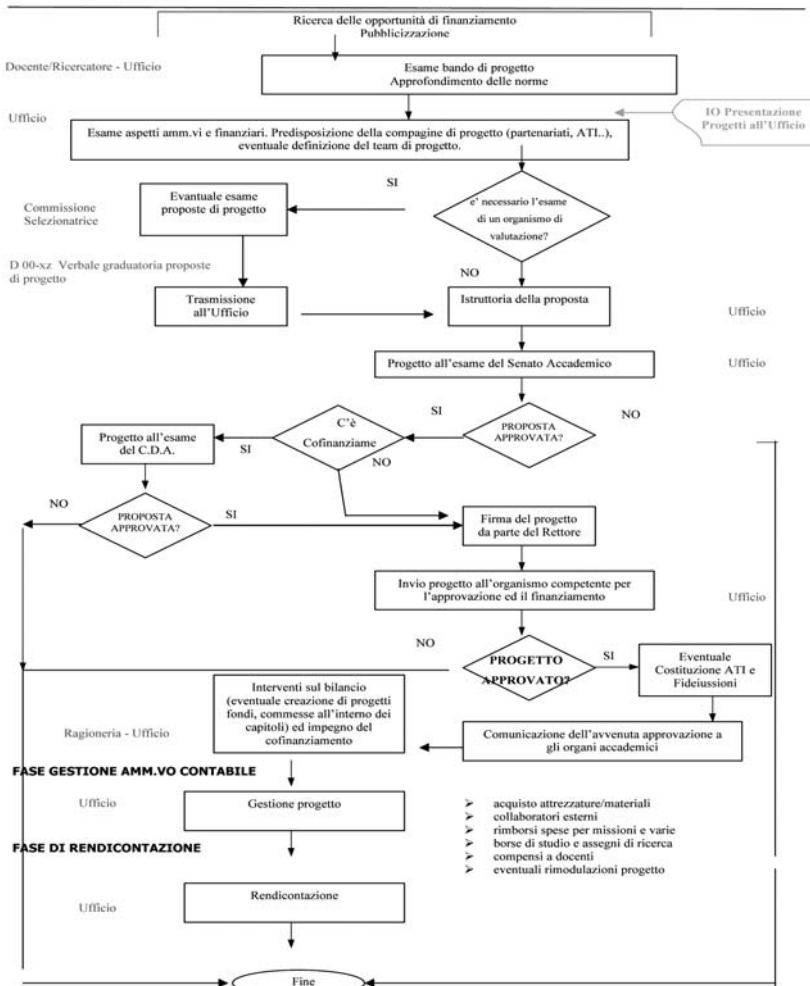 Ricerca delle opportunità di finanziamento
Pubblicizzazione
Docente/Ricercatore - Ufficio
Esame bando di progetto
Approfondimento delle norme
IO Presentazione
Progetti all'Ufficio
Ufficio
Esame aspetti amm.vi e finanziari. Predisposizione della compagine di progetto (partenariati, ATI..),
eventuale definizione del team di progetto.
SI
Commissione
Selezionatrice
Evantuale esame
proposte di progetto
e' necessario l'esame
di un organismo di
valutazione?
D 00-xz Verbale graduatoria proposte
di progetto
NO
Trasmissione
all'Ufficio
Istruttoria della proposta
Ufficio
Progetto all'esame del Senato Accademico
Ufficio
Progetto all'esame
del C.D.A.
SI
C'è
Cofinanziame
SI
PROPOSTA
APPROVATA?
NO
NO
NO
PROPOSTA
APPROVATA?
SI
Firma del progetto
da parte del Rettore
Invio progetto all'organismo competente per
l'approvazione ed il finanziamento
Ufficio
NO
PROGETTO
APPROVATO?
SI
Eventuale
Costituzione ATI e
Fideiussioni
Ragioneria - Ufficio
Interventi sul bilancio
(eventuale creazione di progetti
fondi, commesse all'interno dei
capitoli) ed impegno del
cofinanziamento
Comunicazione dell'avvenuta approvazione a
gli organi accademici
FASE GESTIONE AMM.VO CONTABILE
Ufficio
Gestione progetto
➢ acquisto attrezzature/materiali
➢ collaboratori esterni
➢ rimborsi spese per missioni e varie
➢ borse di studio e assegni di ricerca
➢ compensi a docenti
➢ eventuali rimodulazioni progetto
FASE DI RENDICONTAZIONE
Ufficio
Rendicontazione
Fine